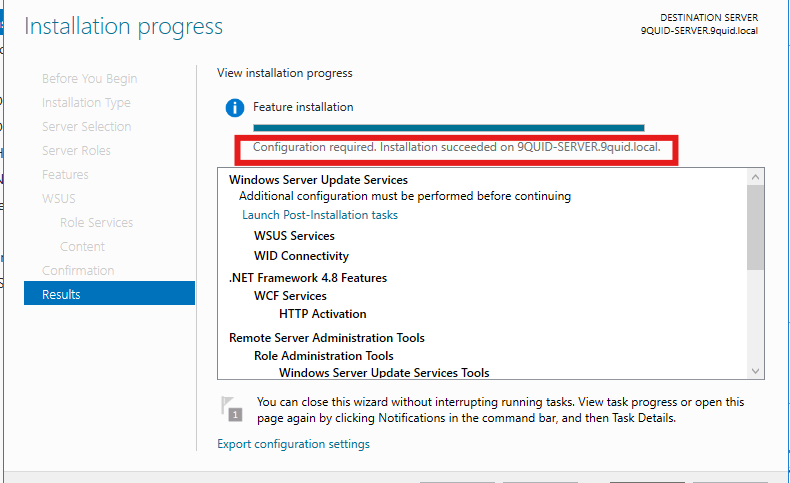 Installation progress
DESTINATION SERVER
9QUID-SERVER.9quid.local
Before You Begin
Installation Type
Server Selection
Server Roles
Features
WSUS
Role Services
Content
Confirmation
Results
View installation progress
Feature installation
Configuration required. Installation succeeded on 9QUID-SERVER.9quid.local.
Windows Server Update Services
Additional configuration must be performed before continuing
Launch Post-Installation tasks
WSUS Services
WID Connectivity
.NET Framework 4.8 Features
WCF Services
HTTP Activation
Remote Server Administration Tools
Role Administration Tools
Windows Server Update Services Tools
1
You can close this wizard without interrupting running tasks. View task progress or open this
page again by clicking Notifications in the command bar, and then Task Details.
Export configuration settings